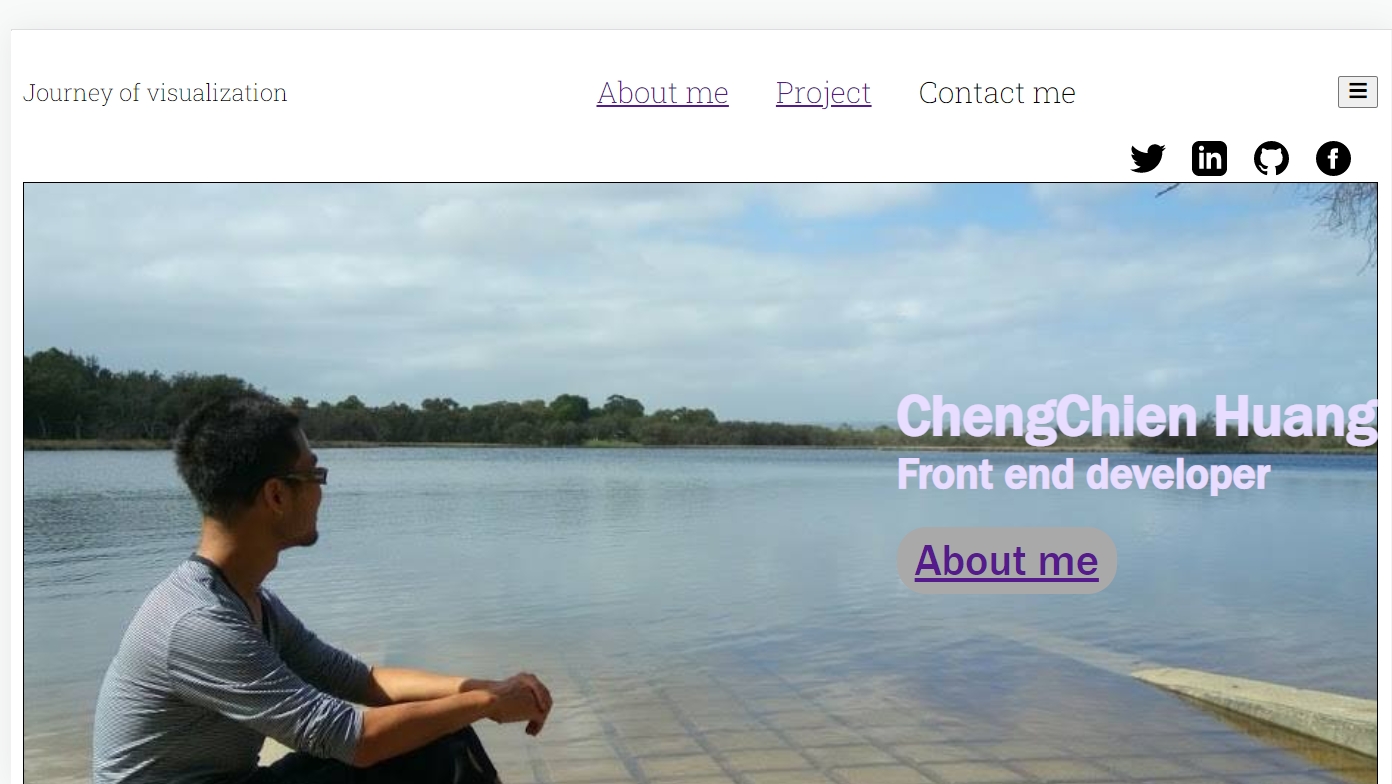 Journey of visualization
About me Project Contact me
ChengChien Huang
Front end developer
About me